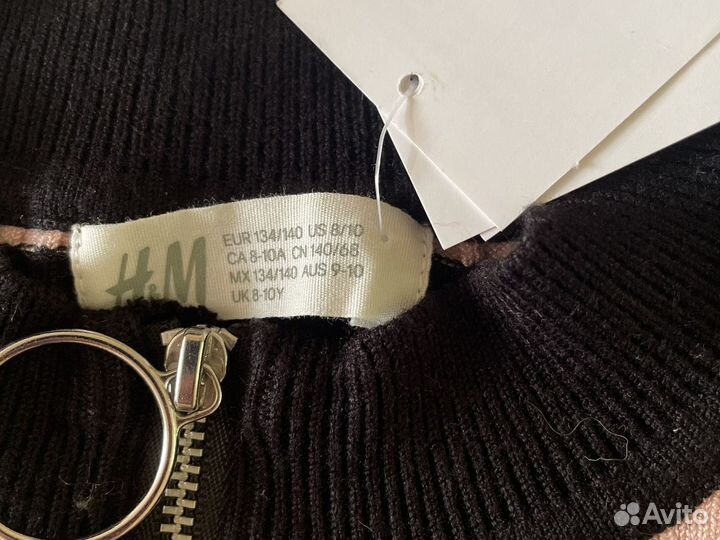 H&M
EUR 134/140 US 8/10
CA 8-10A CN 140/68
MX 134/140 AUS 9-10
UK 8-10Y
Avito